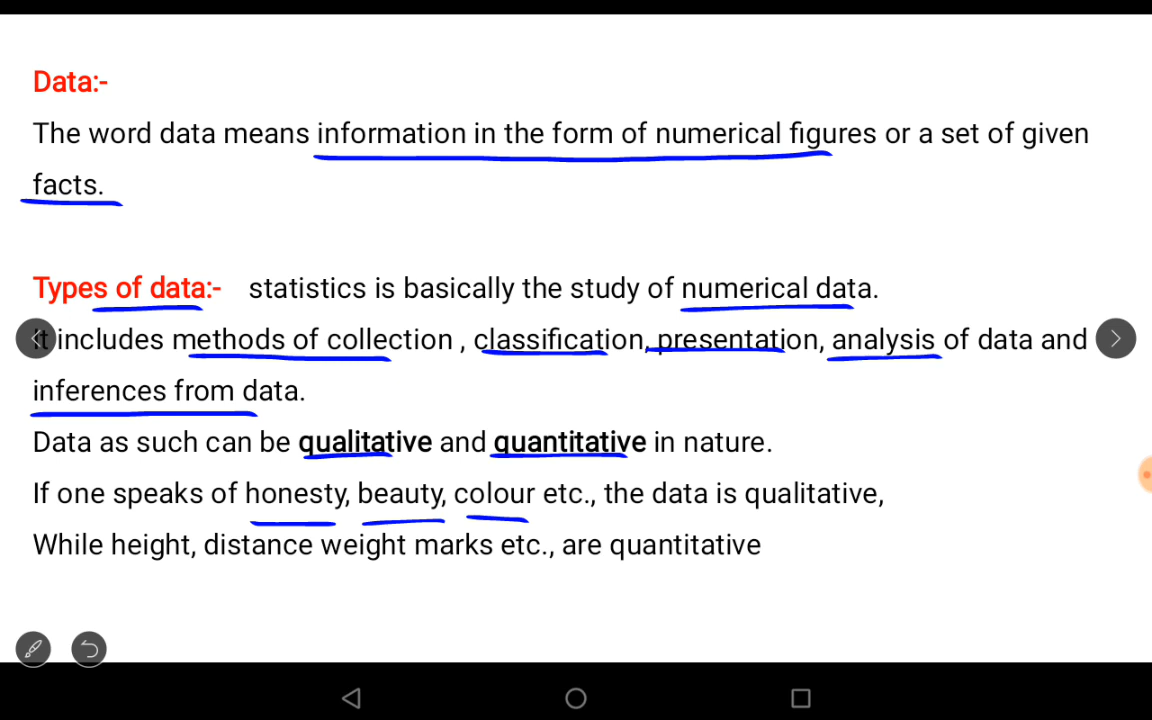 Data:-
The word data means information in the form of numerical figures or a set of given
facts.
Types of data:- statistics is basically the study of numerical data.
It includes methods of collection , classification, presentation, analysis of data and
inferences from data.
Data as such can be qualitative and quantitative in nature.
If one speaks of honesty, beauty, colour etc., the data is qualitative,
While height, distance weight marks etc., are quantitative